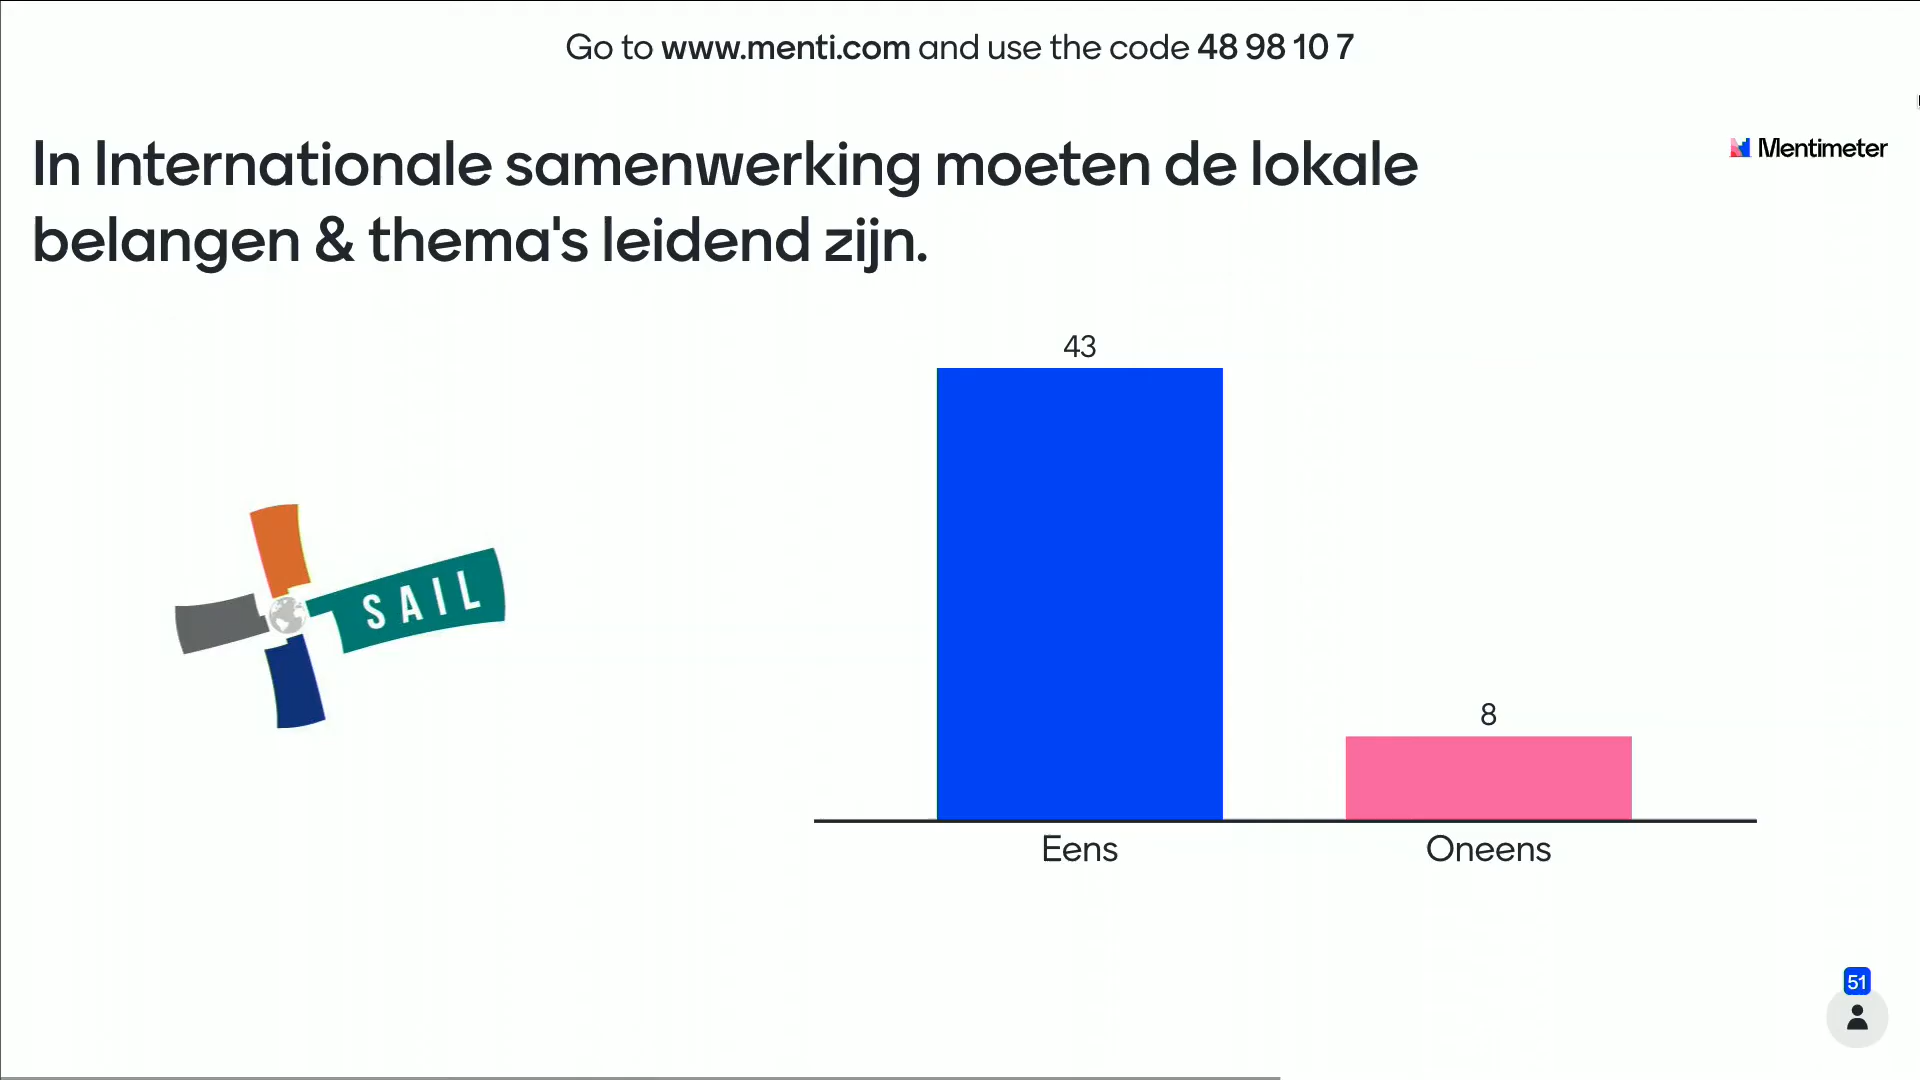 Go to www.menti.com and use the code 48 98 10 7
In Internationale samenwerking moeten de lokale
belangen & thema's leidend zijn.
Mentimeter
43
8
SAIL
Eens
Oneens
51